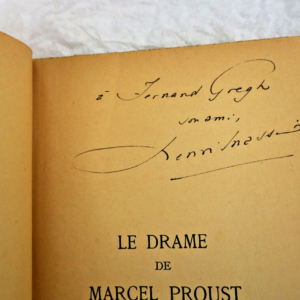 à Fernand Gregh
son ami,
Henri Massis
LE DRAME
DE
MARCEL PROUST